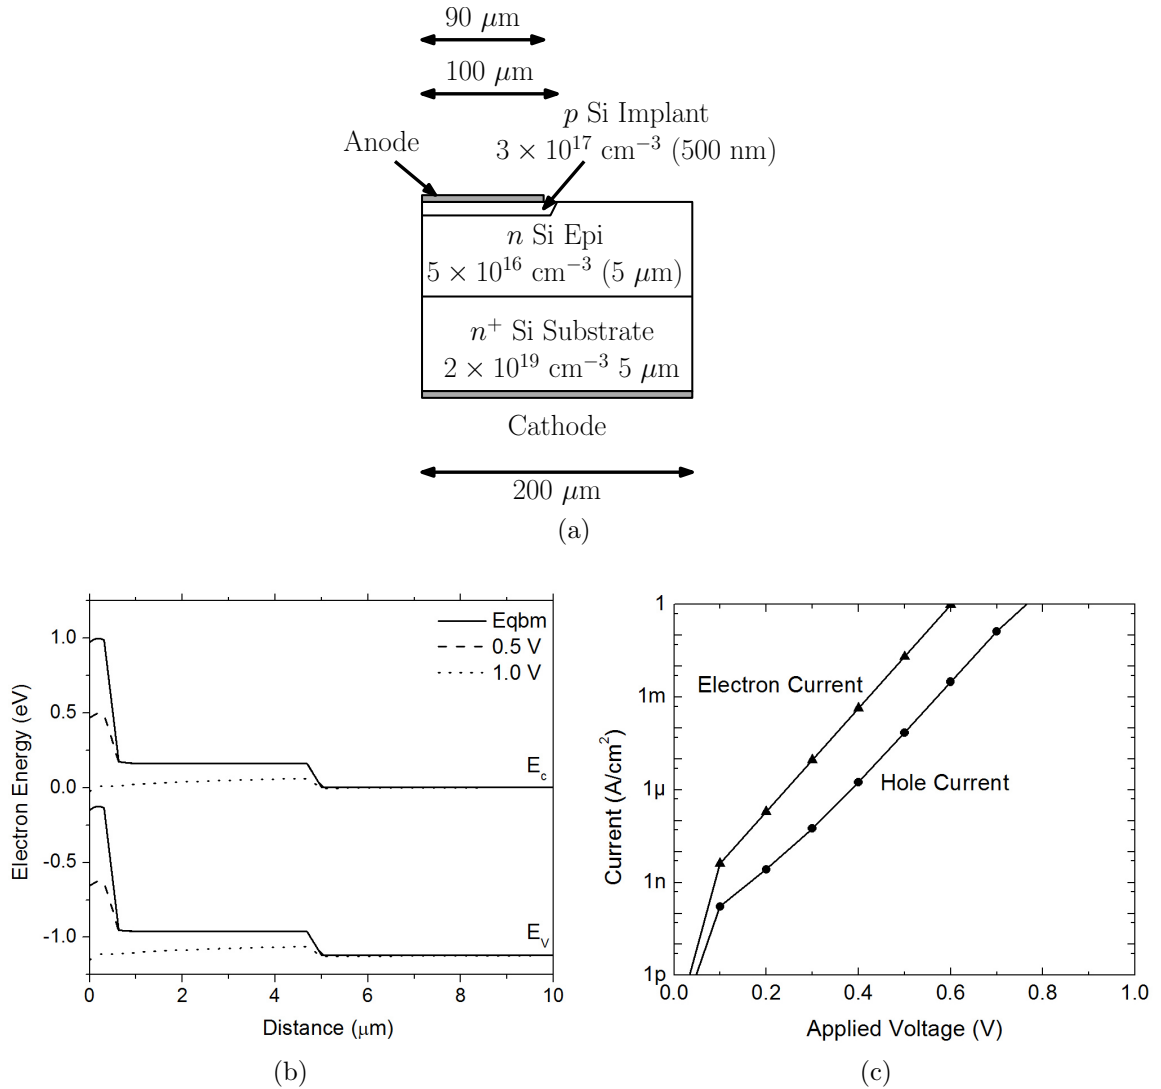 90 μm
100 μm
p Si Implant
Anode
3 × 10¹⁷ cm⁻³ (500 nm)
n Si Epi
5 × 10¹⁶ cm⁻³ (5 μm)
n⁺ Si Substrate
2 × 10¹⁹ cm⁻³ 5 μm
Cathode
200 μm
(a)
Electron Energy (eV)
1.0
0.5
0.0
-0.5
-1.0
Eqbm
0.5 V
1.0 V
E_c
E_V
0 2 4 6 8 10
Distance (μm)
(b)
Current (A/cm²)
1
1m
1μ
1n
1p
Electron Current
Hole Current
0.0 0.2 0.4 0.6 0.8 1.0
Applied Voltage (V)
(c)